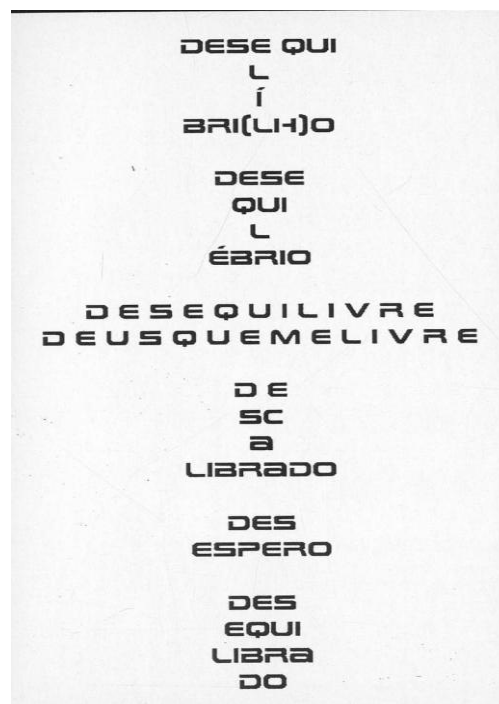 DESE QUI
L
Í
BRI(LH)O
DESE
QUI
L
ÉBRIO
DESEQUILIVRE
DEUSQUEMELIVRE
DE
SC
a
LIBRaDO
DES
ESPERO
DES
EQUI
LIBRa
DO